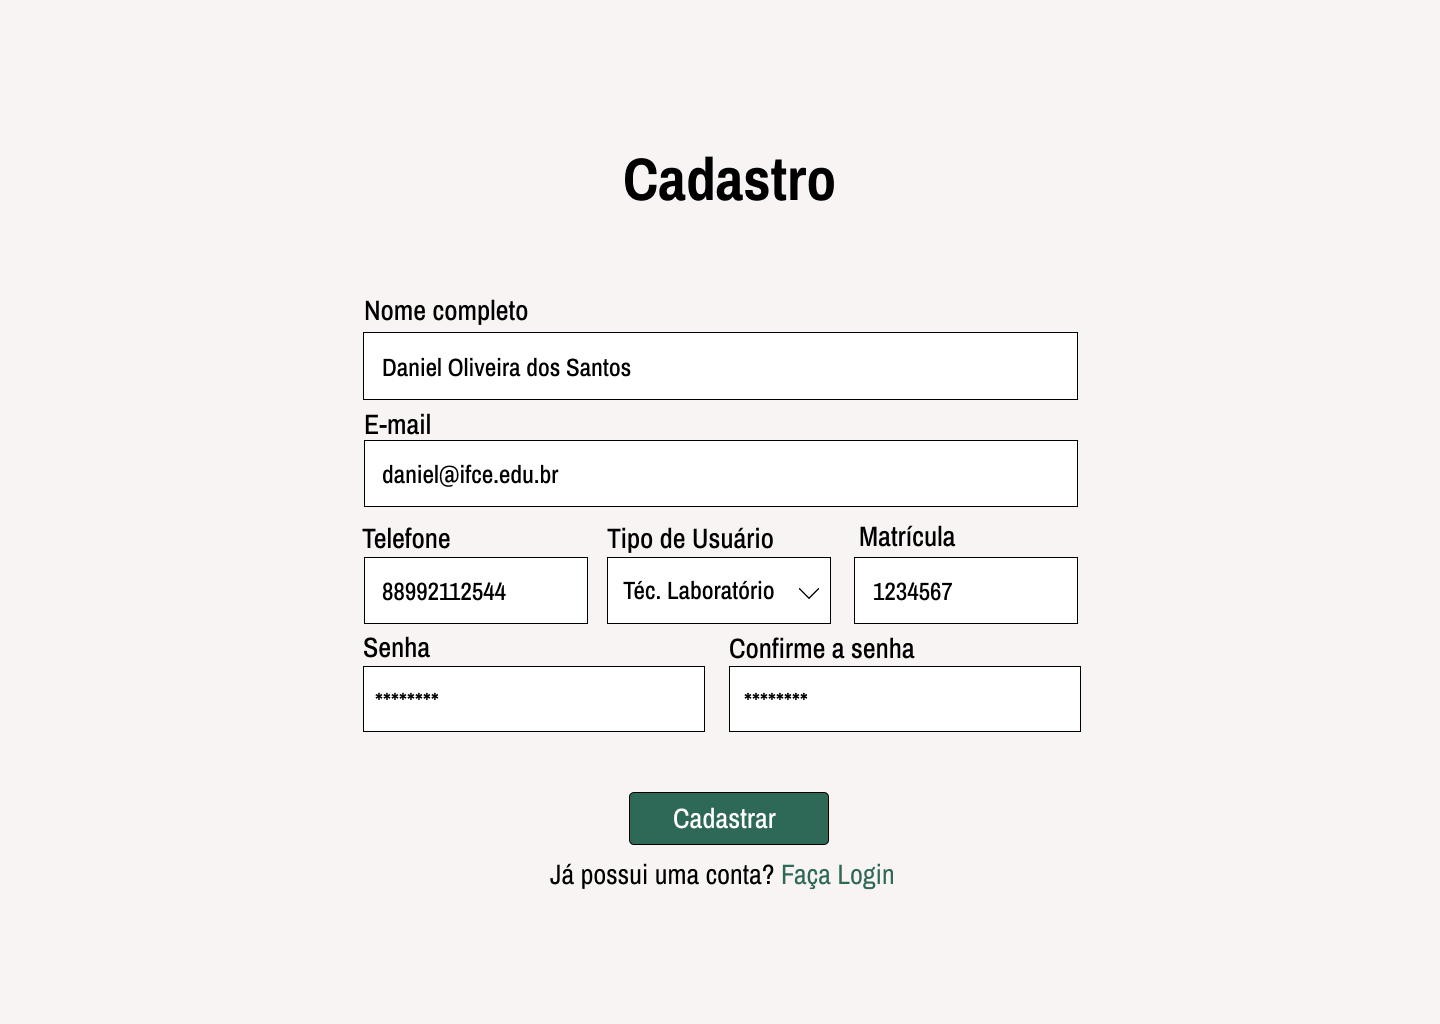 Cadastro
Nome completo
Daniel Oliveira dos Santos
E-mail
daniel@ifce.edu.br
Telefone Tipo de Usuário Matrícula
88992112544 Téc. Laboratório 1234567
Senha Confirme a senha
******** ********
Cadastrar
Já possui uma conta? Faça Login